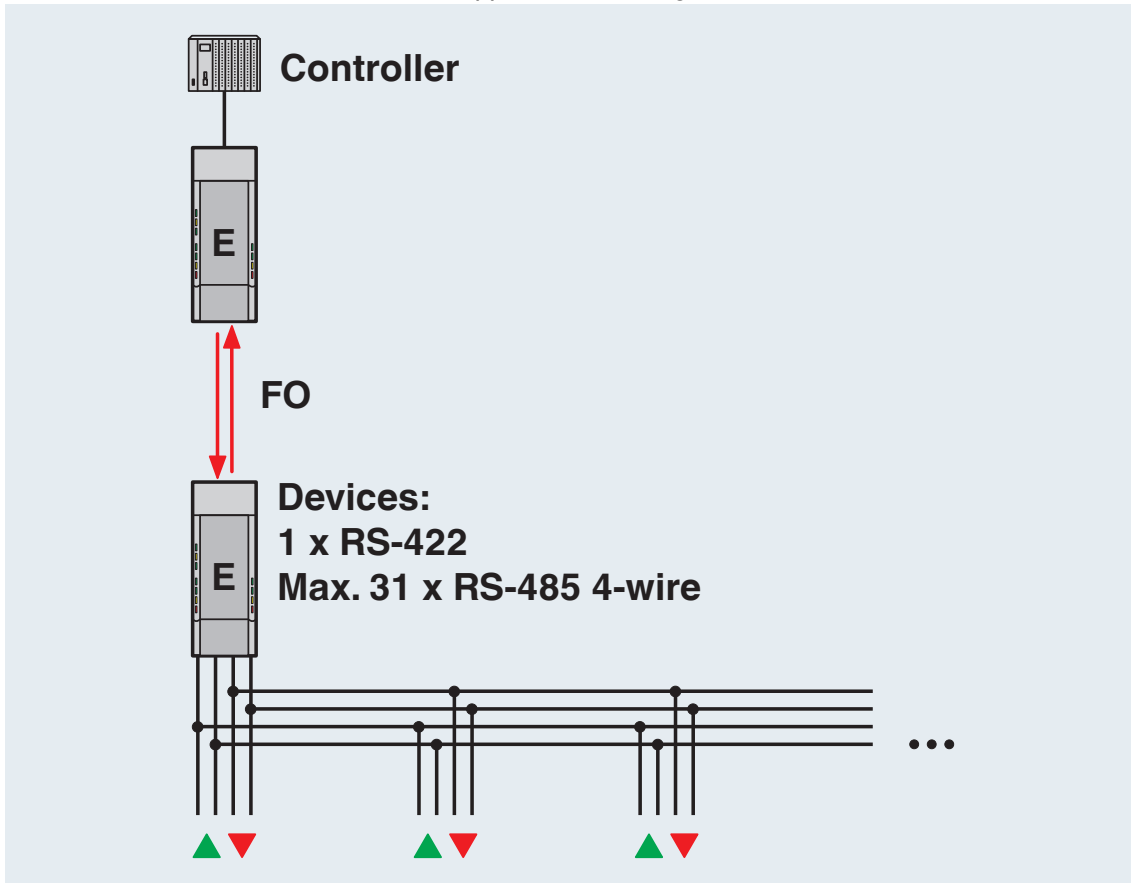 Controller
E
FO
Devices:
1 x RS-422
Max. 31 x RS-485 4-wire
E